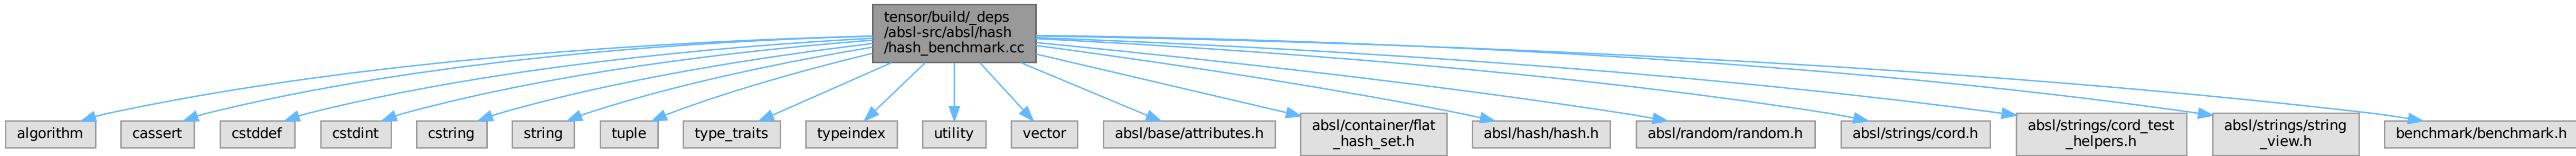 tensor/build/_deps
/absl-src/absl/hash
/hash_benchmark.cc
algorithm
cassert
cstddef
cstdint
cstring
string
tuple
type_traits
typeindex
utility
vector
absl/base/attributes.h
absl/container/flat
_hash_set.h
absl/hash/hash.h
absl/random/random.h
absl/strings/cord.h
absl/strings/cord_test
_helpers.h
absl/strings/string
_view.h
benchmark/benchmark.h